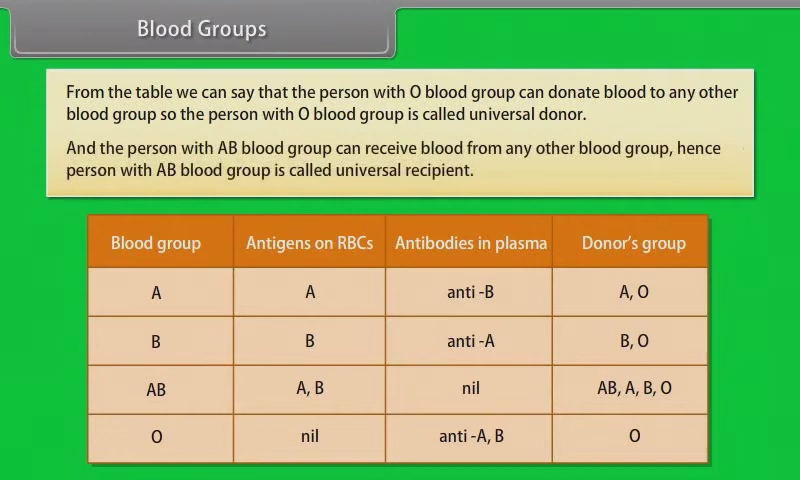 Blood Groups
From the table we can say that the person with O blood group can donate blood to any other
blood group so the person with O blood group is called universal donor.
And the person with AB blood group can receive blood from any other blood group, hence
person with AB blood group is called universal recipient.
Blood group Antigens on RBCs Antibodies in plasma Donor's group
A A anti -B A, O
B B anti -A B, O
AB A, B nil AB, A, B, O
O nil anti -A, B O